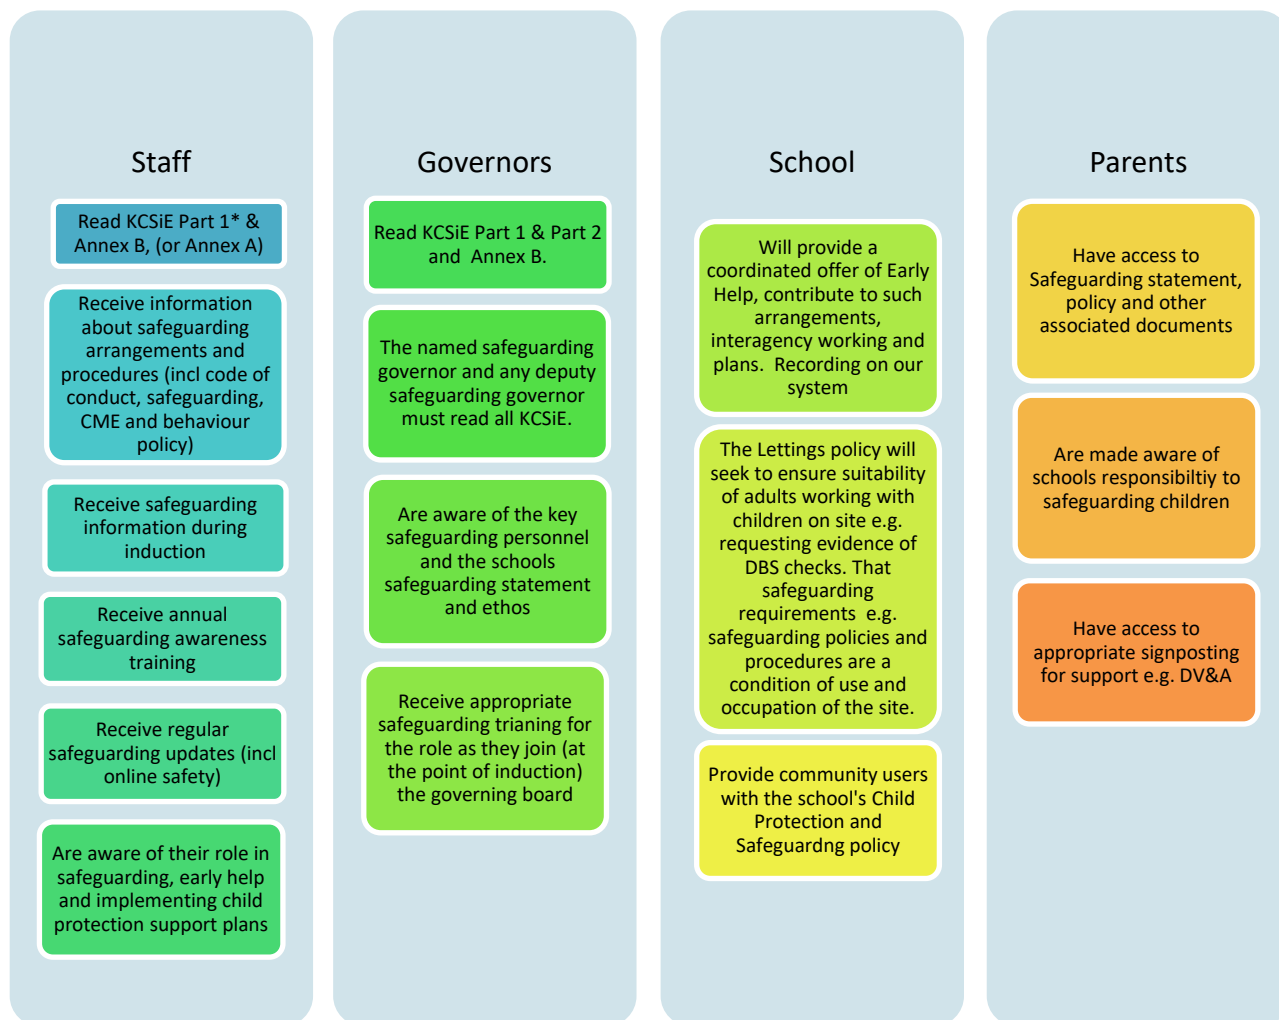 Staff
Read KCSiE Part 1* &
Annex B, (or Annex A)
Receive information
about safeguarding
arrangements and
procedures (incl code of
conduct, safeguarding,
CME and behaviour
policy)
Receive safeguarding
information during
induction
Receive annual
safeguarding awareness
training
Receive regular
safeguarding updates (incl
online safety)
Are aware of their role in
safeguarding, early help
and implementing child
protection support plans
Governors
Read KCSiE Part 1 & Part 2
and Annex B.
The named safeguarding
governor and any deputy
safeguarding governor
must read all KCSiE.
Are aware of the key
safeguarding personnel
and the schools
safeguarding statement
and ethos
Receive appropriate
safeguarding trianing for
the role as they join (at
the point of induction)
the governing board
School
Will provide a
coordinated offer of Early
Help, contribute to such
arrangements,
interagency working and
plans. Recording on our
system
The Lettings policy will
seek to ensure suitability
of adults working with
children on site e.g.
requesting evidence of
DBS checks. That
safeguarding
requirements e.g.
safeguarding policies and
procedures are a
condition of use and
occupation of the site.
Provide community users
with the school's Child
Protection and
Safeguardng policy
Parents
Have access to
Safeguarding statement,
policy and other
associated documents
Are made aware of
schools responsibiltiy to
safeguarding children
Have access to
appropriate signposting
for support e.g. DV&A